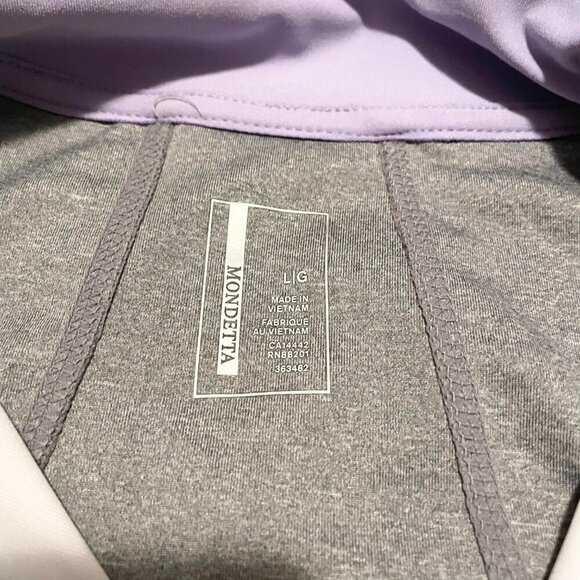 MONDETTA
L|G
MADE IN
VIETNAM
FABRIQUÉ
AU VIETNAM
CA14442
RN88201
363482